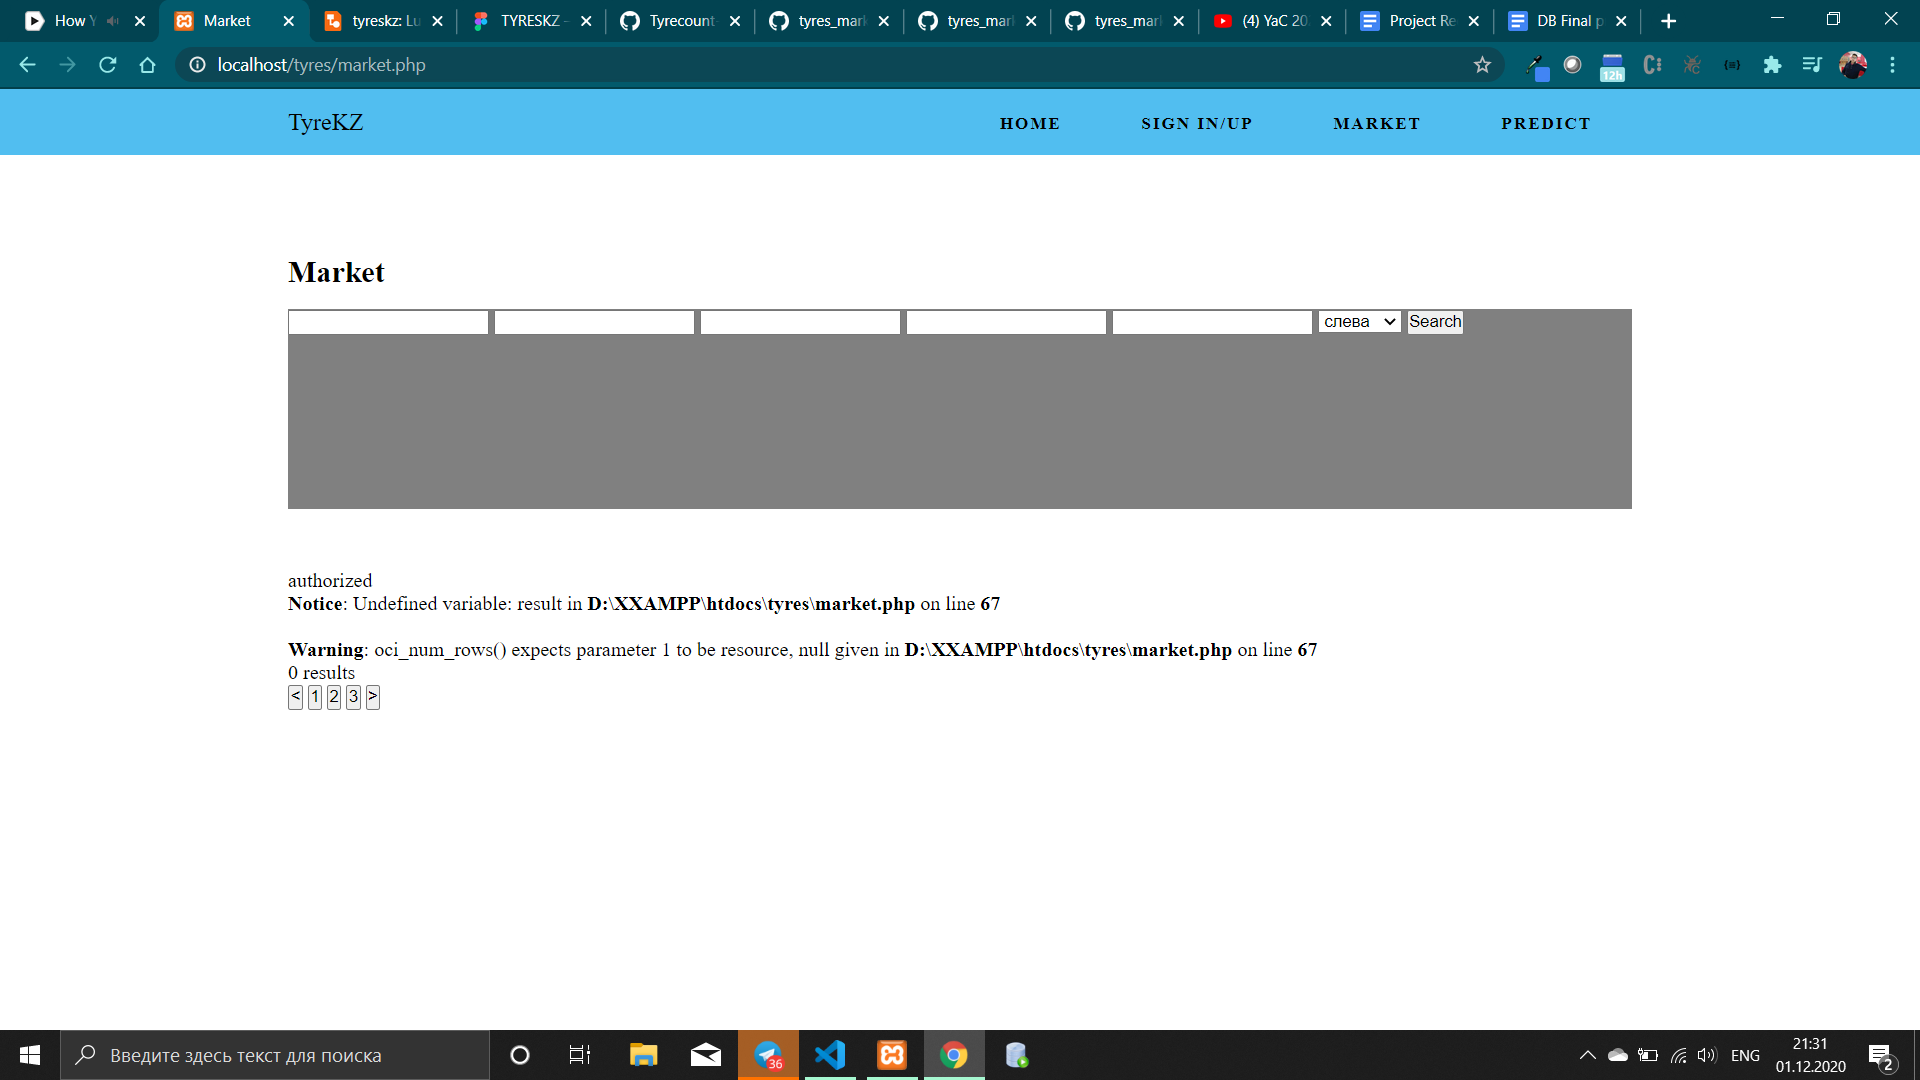 How Y
Market
tyreskz: Lu
TYRESKZ –
Tyrecount
tyres_mar
tyres_mar
tyres_mar
(4) YaC 20
Project Re
DB Final p
localhost/tyres/market.php
12h
TyreKZ
HOME
SIGN IN/UP
MARKET
PREDICT
Market
слева
Search
authorized
Notice: Undefined variable: result in D:\XXAMPP\htdocs\tyres\market.php on line 67
Warning: oci_num_rows() expects parameter 1 to be resource, null given in D:\XXAMPP\htdocs\tyres\market.php on line 67
0 results
< 1 2 3 >
Введите здесь текст для поиска
36
ENG
21:31
01.12.2020
2